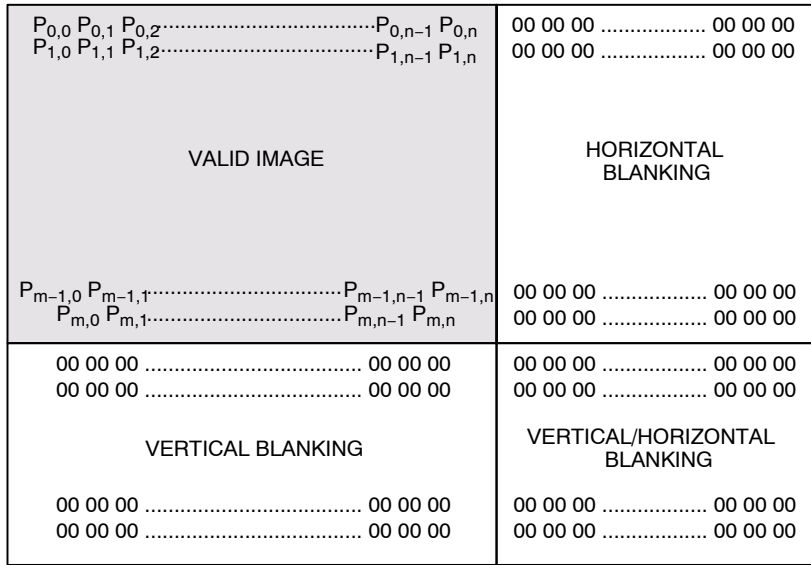 P0,0 P0,1 P0,2.....................................P0,n−1 P0,n
P1,0 P1,1 P1,2.....................................P1,n−1 P1,n
00 00 00 .................. 00 00 00
00 00 00 .................. 00 00 00
VALID IMAGE
HORIZONTAL
BLANKING
Pm−1,0 Pm−1,1.................................Pm−1,n−1 Pm−1,n
Pm,0 Pm,1.................................Pm,n−1 Pm,n
00 00 00 .................. 00 00 00
00 00 00 .................. 00 00 00
00 00 00 ..................................... 00 00 00
00 00 00 ..................................... 00 00 00
00 00 00 .................. 00 00 00
00 00 00 .................. 00 00 00
VERTICAL BLANKING
VERTICAL/HORIZONTAL
BLANKING
00 00 00 ..................................... 00 00 00
00 00 00 ..................................... 00 00 00
00 00 00 .................. 00 00 00
00 00 00 .................. 00 00 00